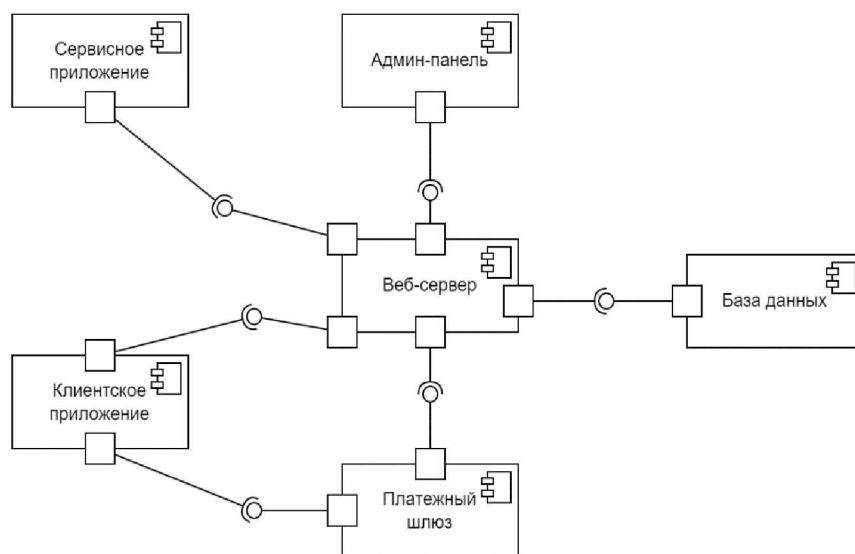 Сервисное
приложение
Админ-панель
Веб-сервер
База данных
Клиентское
приложение
Платежный
шлюз